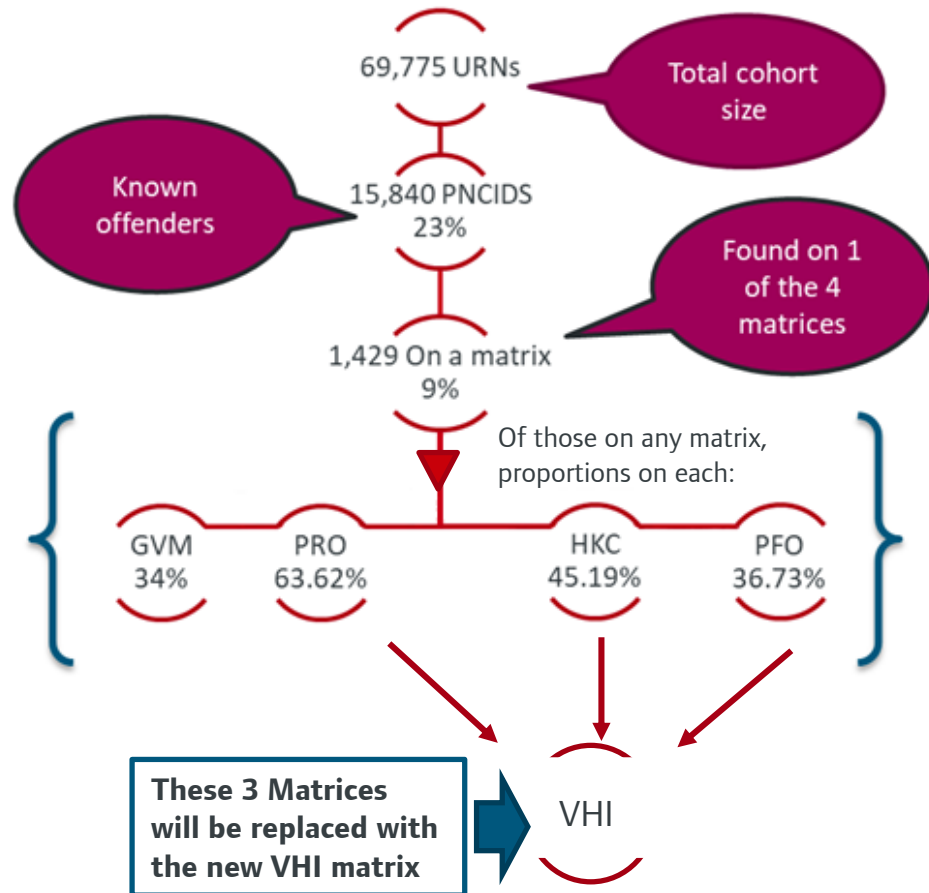 69,775 URNs
Total cohort
size
Known
offenders
15,840 PNCIDS
23%
Found on 1
of the 4
matrices
1,429 On a matrix
9%
Of those on any matrix,
proportions on each:
GVM
34%
PRO
63.62%
HKC
45.19%
PFO
36.73%
These 3 Matrices
will be replaced with
the new VHI matrix
VHI